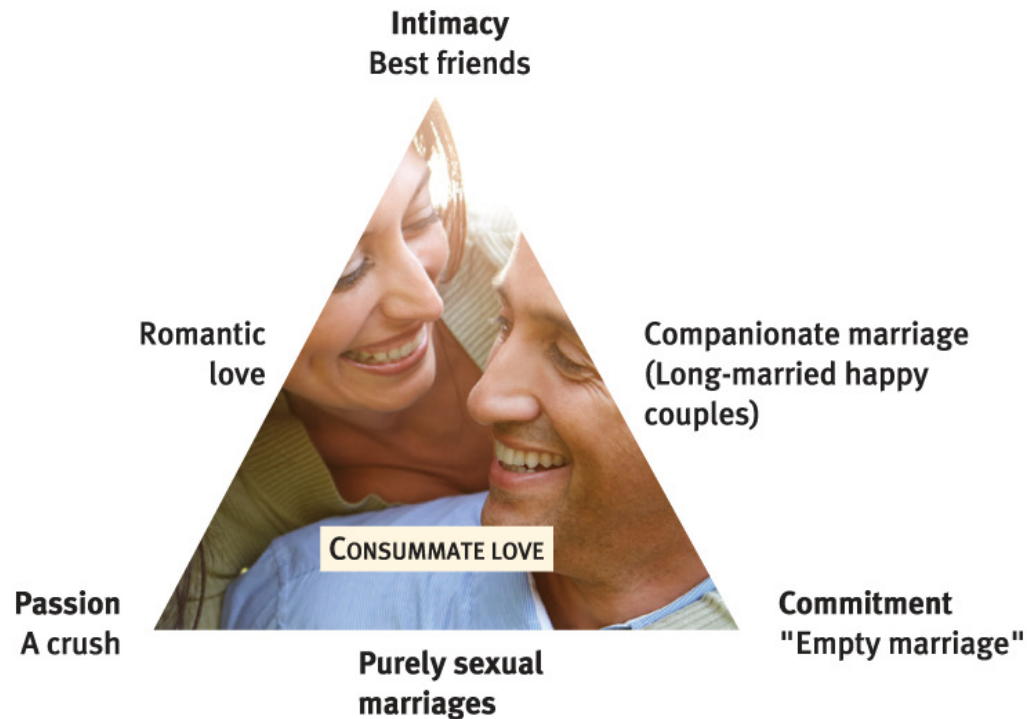 Intimacy
Best friends
Romantic
love
Companionate marriage
(Long-married happy
couples)
CONSUMMATE LOVE
Passion
A crush
Commitment
"Empty marriage"
Purely sexual
marriages